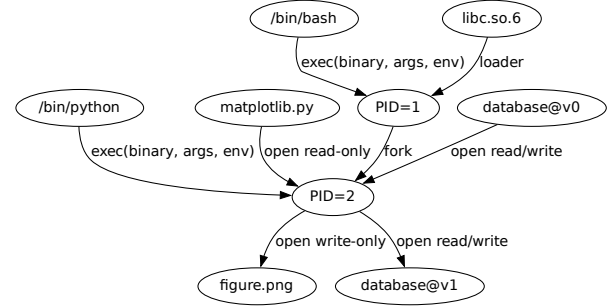 /bin/bash
libc.so.6
exec(binary, args, env)
loader
/bin/python
matplotlib.py
PID=1
database@v0
exec(binary, args, env)
open read-only
fork
open read/write
PID=2
open write-only
open read/write
figure.png
database@v1